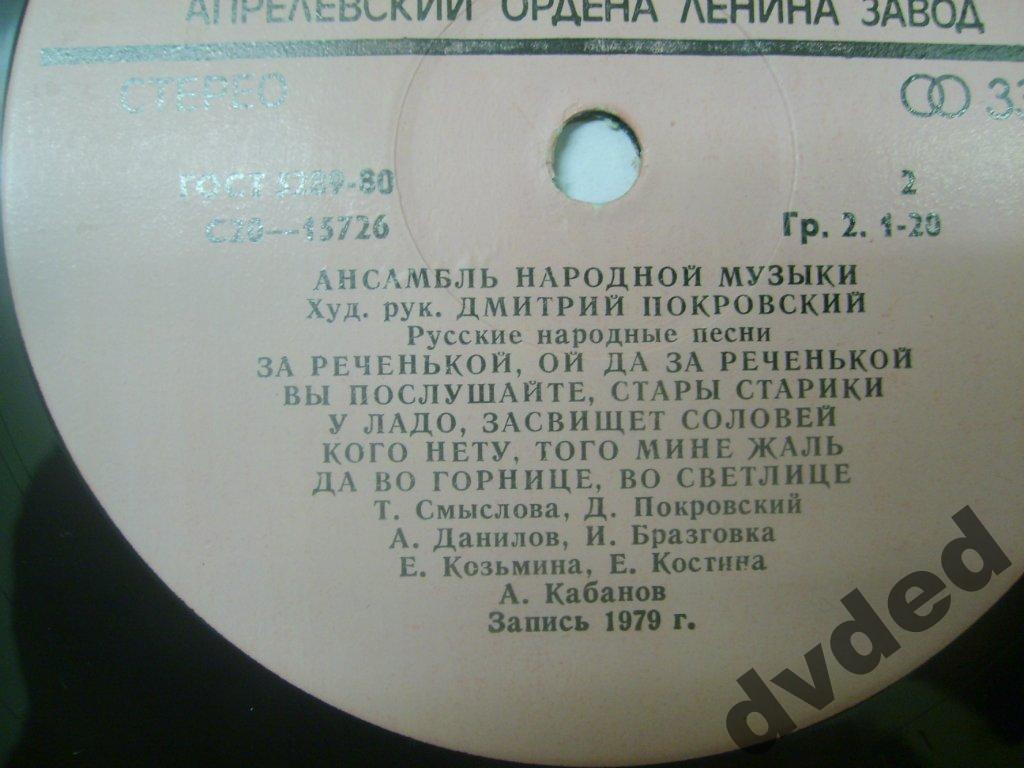 АПРЕЛЕВСКИЙ ОРДЕНА ЛЕНИНА ЗАВОД
СТЕРЕО 33
ГОСТ 5289-80 2
С20—15726 Гр. 2. 1-20
АНСАМБЛЬ НАРОДНОЙ МУЗЫКИ
Худ. рук. ДМИТРИЙ ПОКРОВСКИЙ
Русские народные песни
ЗА РЕЧЕНЬКОЙ, ОЙ ДА ЗА РЕЧЕНЬКОЙ
ВЫ ПОСЛУШАЙТЕ, СТАРЫ СТАРИКИ
У ЛАДО, ЗАСВИЩЕТ СОЛОВЕЙ
КОГО НЕТУ, ТОГО МИНЕ ЖАЛЬ
ДА ВО ГОРНИЦЕ, ВО СВЕТЛИЦЕ
Т. Смыслова, Д. Покровский
А. Данилов, И. Бразговка
Е. Козьмина, Е. Костина
А. Кабанов
Запись 1979 г.
dvded